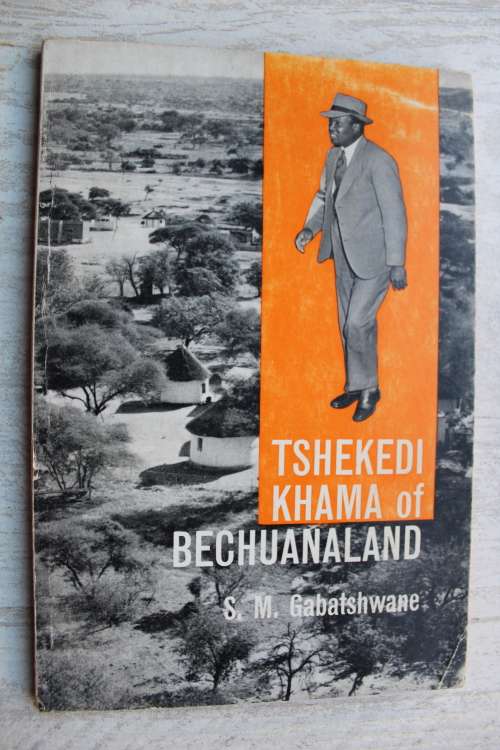 TSHEKEDI
KHAMA of
BECHUANALAND
S. M. Gabatshwane